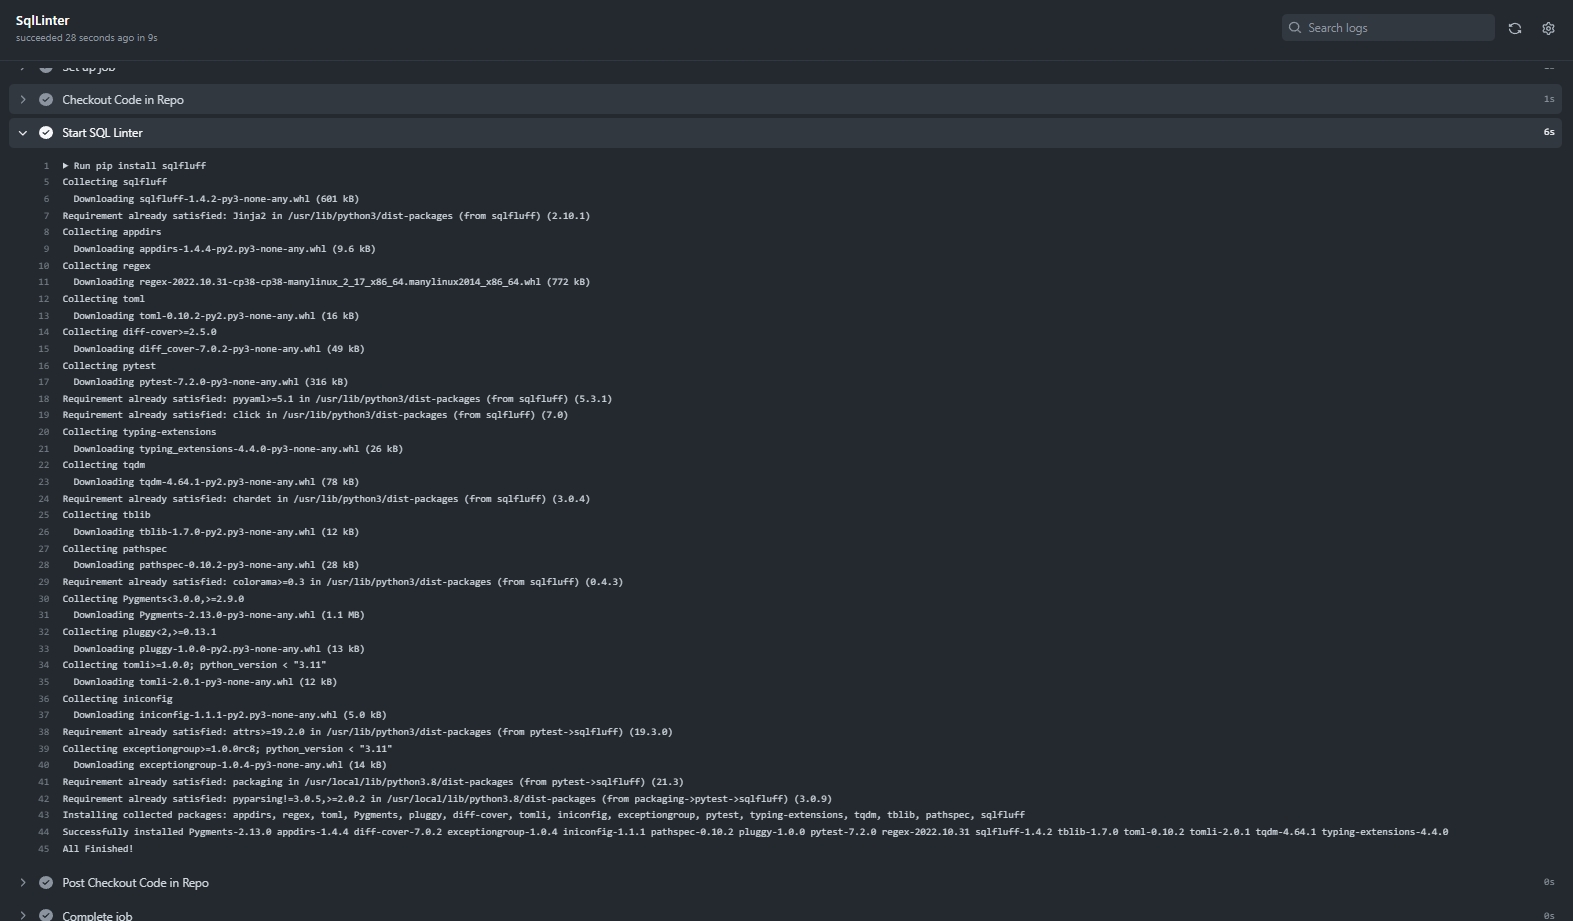 SqlLinter
succeeded 28 seconds ago in 9s
Search logs
Set up job
Checkout Code in Repo 1s
Start SQL Linter 6s
1 Run pip install sqlfluff
5 Collecting sqlfluff
6 Downloading sqlfluff-1.4.2-py3-none-any.whl (601 kB)
7 Requirement already satisfied: Jinja2 in /usr/lib/python3/dist-packages (from sqlfluff) (2.10.1)
8 Collecting appdirs
9 Downloading appdirs-1.4.4-py2.py3-none-any.whl (9.6 kB)
10 Collecting regex
11 Downloading regex-2022.10.31-cp38-cp38-manylinux_2_17_x86_64.manylinux2014_x86_64.whl (772 kB)
12 Collecting toml
13 Downloading toml-0.10.2-py2.py3-none-any.whl (16 kB)
14 Collecting diff-cover>=2.5.0
15 Downloading diff_cover-7.0.2-py3-none-any.whl (49 kB)
16 Collecting pytest
17 Downloading pytest-7.2.0-py3-none-any.whl (316 kB)
18 Requirement already satisfied: pyyaml>=5.1 in /usr/lib/python3/dist-packages (from sqlfluff) (5.3.1)
19 Requirement already satisfied: click in /usr/lib/python3/dist-packages (from sqlfluff) (7.0)
20 Collecting typing-extensions
21 Downloading typing_extensions-4.4.0-py3-none-any.whl (26 kB)
22 Collecting tqdm
23 Downloading tqdm-4.64.1-py2.py3-none-any.whl (78 kB)
24 Requirement already satisfied: chardet in /usr/lib/python3/dist-packages (from sqlfluff) (3.0.4)
25 Collecting tblib
26 Downloading tblib-1.7.0-py2.py3-none-any.whl (12 kB)
27 Collecting pathspec
28 Downloading pathspec-0.10.2-py3-none-any.whl (28 kB)
29 Requirement already satisfied: colorama>=0.3 in /usr/lib/python3/dist-packages (from sqlfluff) (0.4.3)
30 Collecting Pygments<3.0.0,>=2.9.0
31 Downloading Pygments-2.13.0-py3-none-any.whl (1.1 MB)
32 Collecting pluggy<2,>=0.13.1
33 Downloading pluggy-1.0.0-py2.py3-none-any.whl (13 kB)
34 Collecting tomli>=1.0.0; python_version < "3.11"
35 Downloading tomli-2.0.1-py3-none-any.whl (12 kB)
36 Collecting iniconfig
37 Downloading iniconfig-1.1.1-py2.py3-none-any.whl (5.0 kB)
38 Requirement already satisfied: attrs>=19.2.0 in /usr/lib/python3/dist-packages (from pytest->sqlfluff) (19.3.0)
39 Collecting exceptiongroup>=1.0.0rc8; python_version < "3.11"
40 Downloading exceptiongroup-1.0.4-py3-none-any.whl (14 kB)
41 Requirement already satisfied: packaging in /usr/local/lib/python3.8/dist-packages (from pytest->sqlfluff) (21.3)
42 Requirement already satisfied: pyparsing!=3.0.5,>=2.0.2 in /usr/local/lib/python3.8/dist-packages (from packaging->pytest->sqlfluff) (3.0.9)
43 Installing collected packages: appdirs, regex, toml, Pygments, pluggy, diff-cover, tomli, iniconfig, exceptiongroup, pytest, typing-extensions, tqdm, tblib, pathspec, sqlfluff
44 Successfully installed Pygments-2.13.0 appdirs-1.4.4 diff-cover-7.0.2 exceptiongroup-1.0.4 iniconfig-1.1.1 pathspec-0.10.2 pluggy-1.0.0 pytest-7.2.0 regex-2022.10.31 sqlfluff-1.4.2 tblib-1.7.0 toml-0.10.2 tomli-2.0.1 tqdm-4.64.1 typing-extensions-4.4.0
45 All Finished!
Post Checkout Code in Repo 0s
Complete job 0s